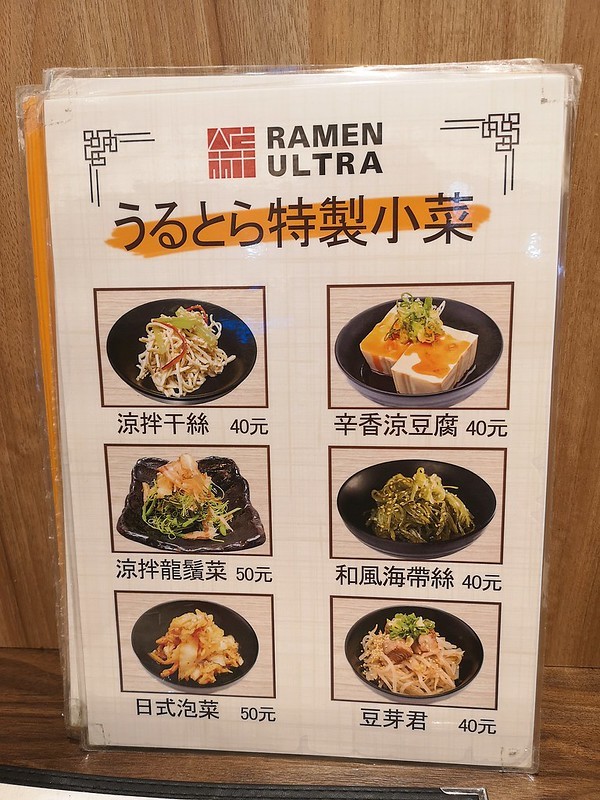 RAMEN
ULTRA
うるとら特製小菜
涼拌干絲 40元
辛香涼豆腐 40元
涼拌龍鬚菜 50元
和風海帶絲 40元
日式泡菜 50元
豆芽君 40元